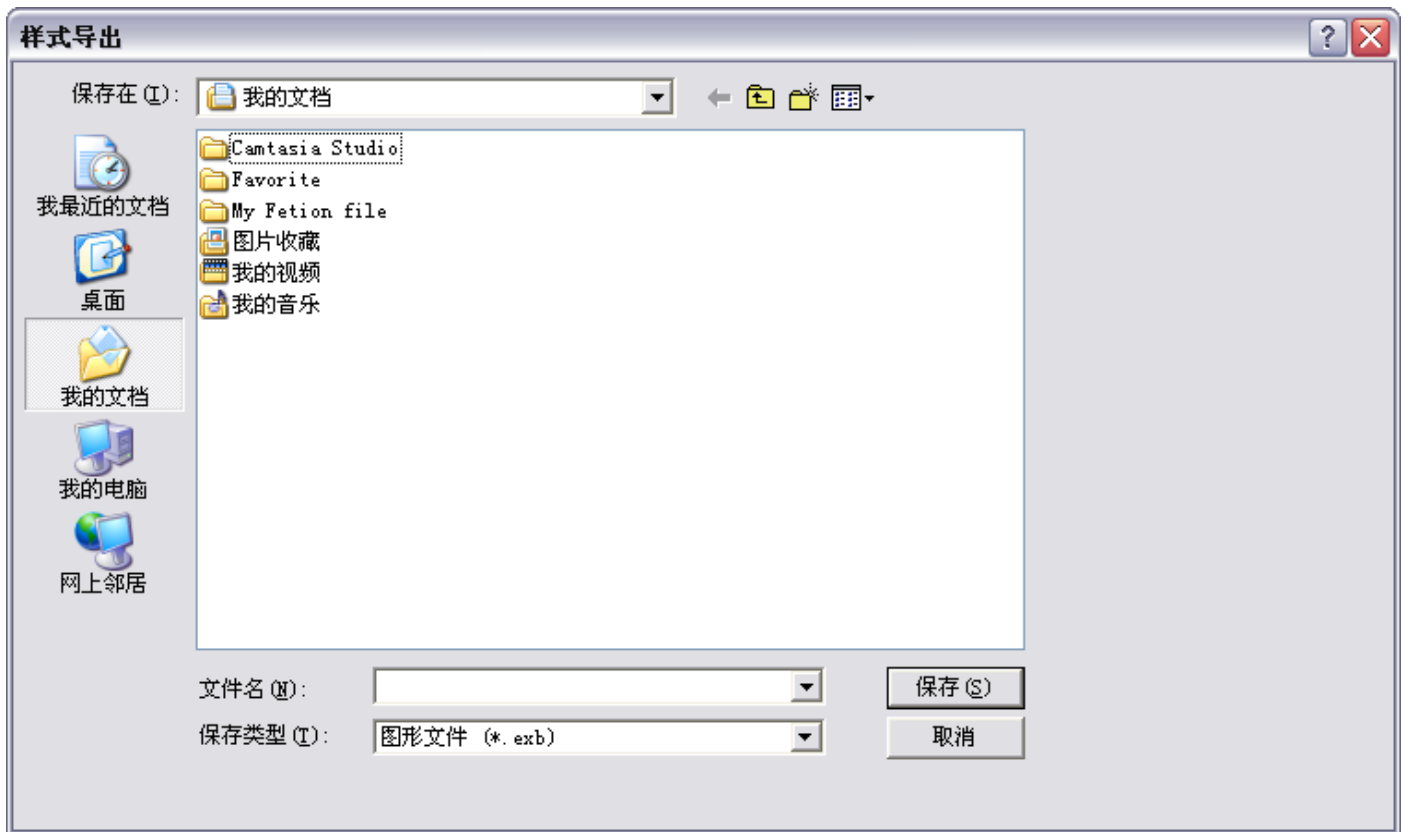 样式导出
保存在(I):
我的文档
我最近的文档
桌面
我的文档
我的电脑
网上邻居
Camtasia Studio
Favorite
My Fetion file
图片收藏
我的视频
我的音乐
文件名(N):
保存(S)
保存类型(T):
图形文件 (*.exb)
取消